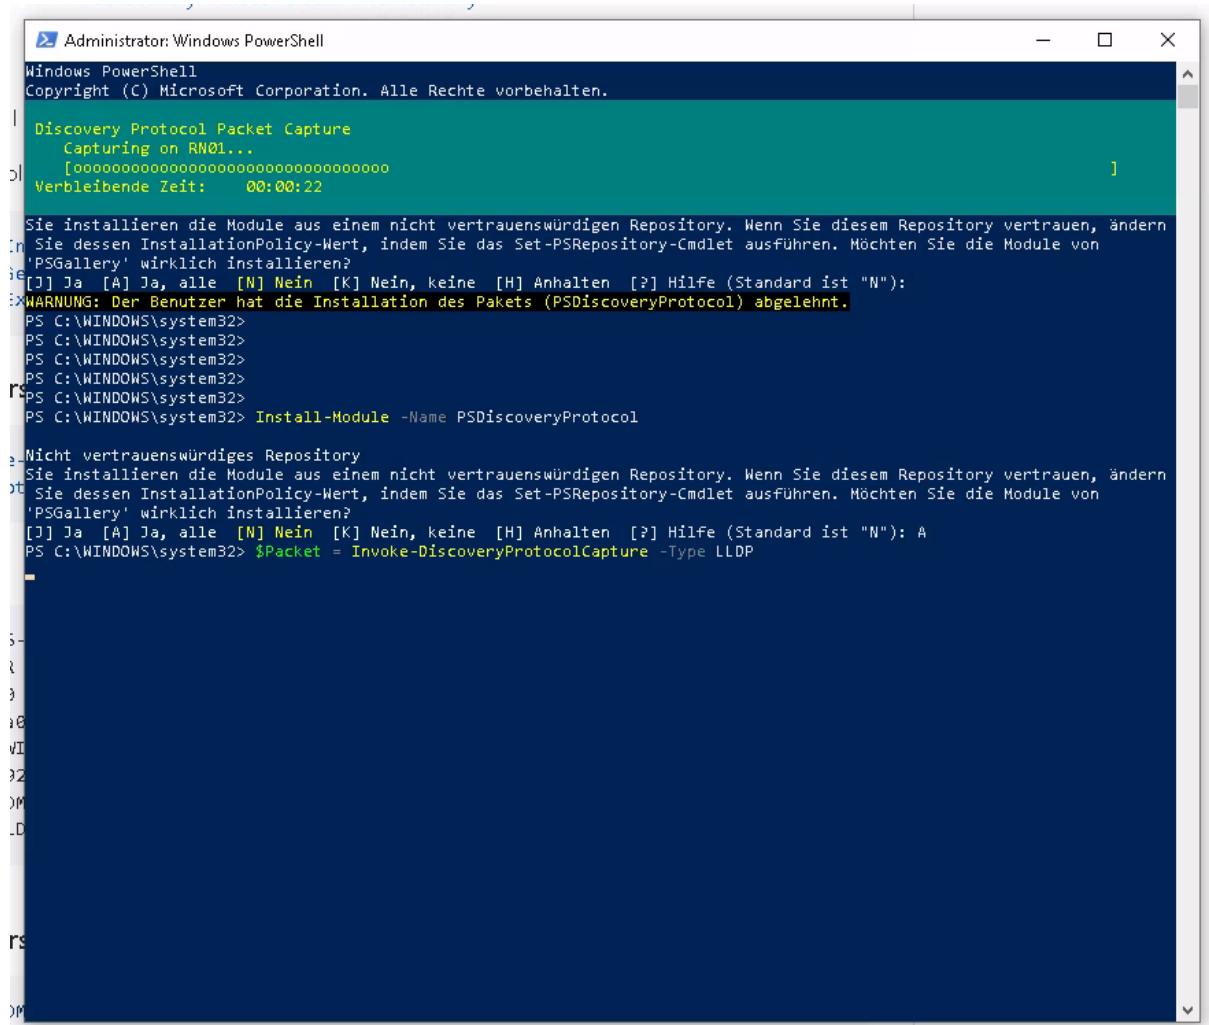 Administrator: Windows PowerShell
Windows PowerShell
Copyright (C) Microsoft Corporation. Alle Rechte vorbehalten.
Discovery Protocol Packet Capture
Capturing on RN01...
[ooooooooooooooooooooooooooooooooo ]
Verbleibende Zeit: 00:00:22
Sie installieren die Module aus einem nicht vertrauenswürdigen Repository. Wenn Sie diesem Repository vertrauen, ändern
Sie dessen InstallationPolicy-Wert, indem Sie das Set-PSRepository-Cmdlet ausführen. Möchten Sie die Module von
'PSGallery' wirklich installieren?
[J] Ja [A] Ja, alle [N] Nein [K] Nein, keine [H] Anhalten [?] Hilfe (Standard ist "N"):
WARNUNG: Der Benutzer hat die Installation des Pakets (PSDiscoveryProtocol) abgelehnt.
PS C:\WINDOWS\system32>
PS C:\WINDOWS\system32>
PS C:\WINDOWS\system32>
PS C:\WINDOWS\system32>
PS C:\WINDOWS\system32>
PS C:\WINDOWS\system32> Install-Module -Name PSDiscoveryProtocol
Nicht vertrauenswürdiges Repository
Sie installieren die Module aus einem nicht vertrauenswürdigen Repository. Wenn Sie diesem Repository vertrauen, ändern
Sie dessen InstallationPolicy-Wert, indem Sie das Set-PSRepository-Cmdlet ausführen. Möchten Sie die Module von
'PSGallery' wirklich installieren?
[J] Ja [A] Ja, alle [N] Nein [K] Nein, keine [H] Anhalten [?] Hilfe (Standard ist "N"): A
PS C:\WINDOWS\system32> $Packet = Invoke-DiscoveryProtocolCapture -Type LLDP